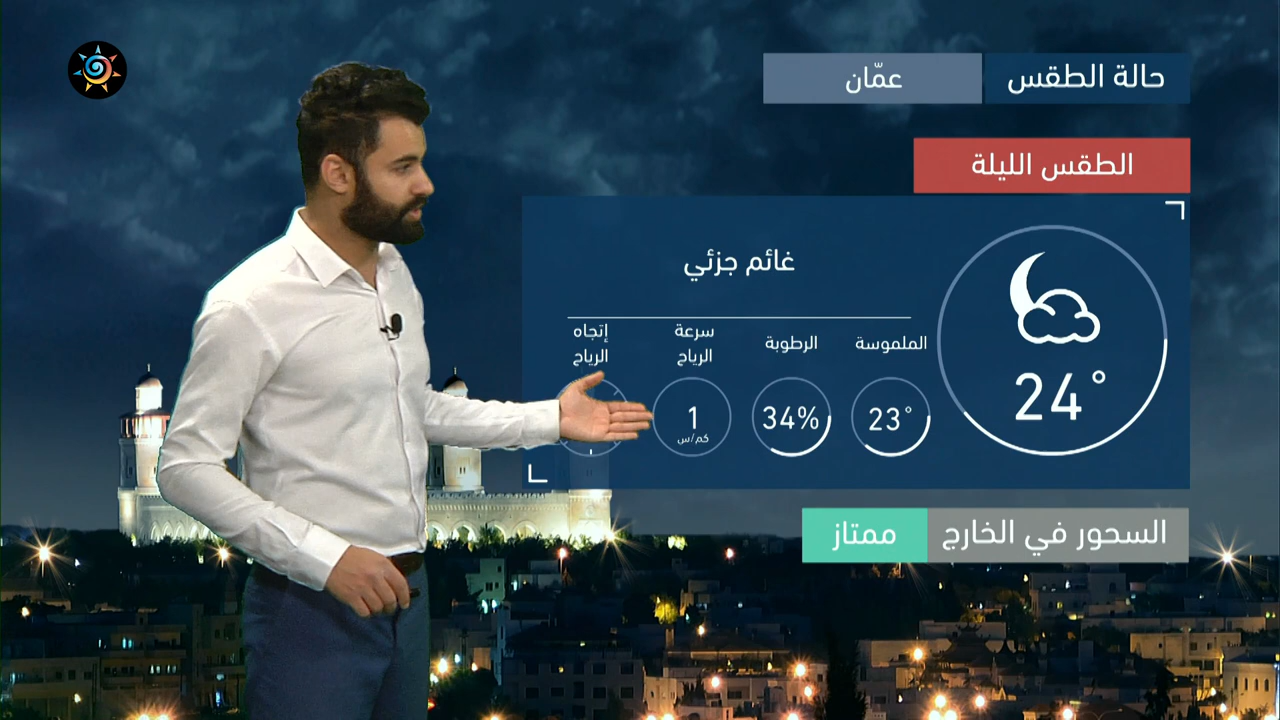 حالة الطقس
عمّان
الطقس الليلة
غائم جزئي
24°
الملموسة
23°
الرطوبة
34%
سرعة
الرياح
1
كم/س
إتجاه
الرياح
السحور في الخارج
ممتاز